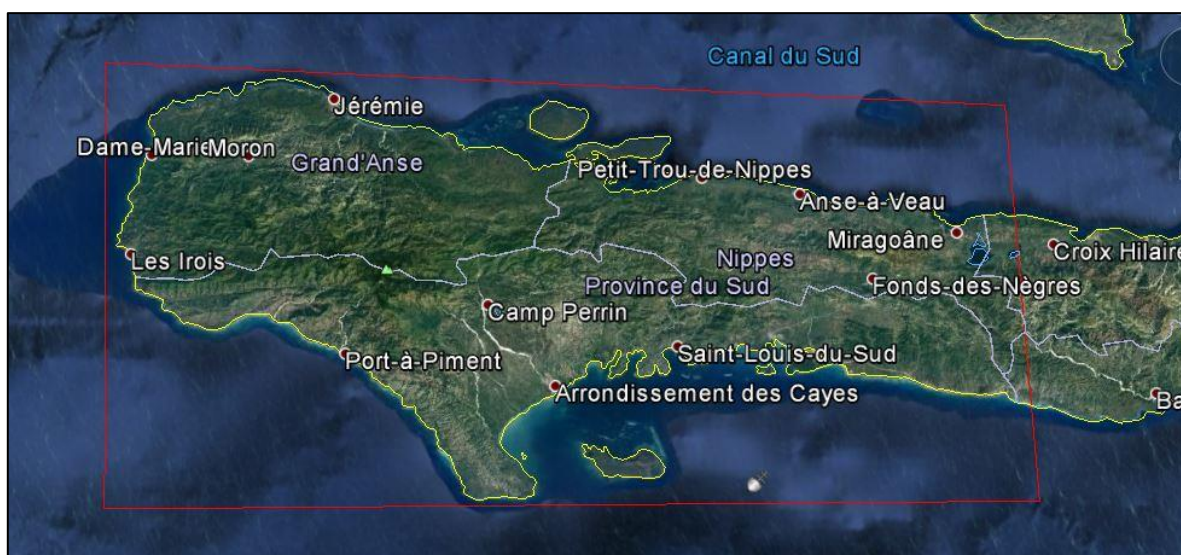 Canal du Sud
Jérémie
Dame-Marie
Moron
Grand'Anse
Petit-Trou-de-Nippes
Anse-à-Veau
Miragoâne
Croix Hilaire
Les Irois
Nippes
Province du Sud
Fonds-des-Nègres
Camp Perrin
Port-à-Piment
Saint-Louis-du-Sud
Arrondissement des Cayes
Ba